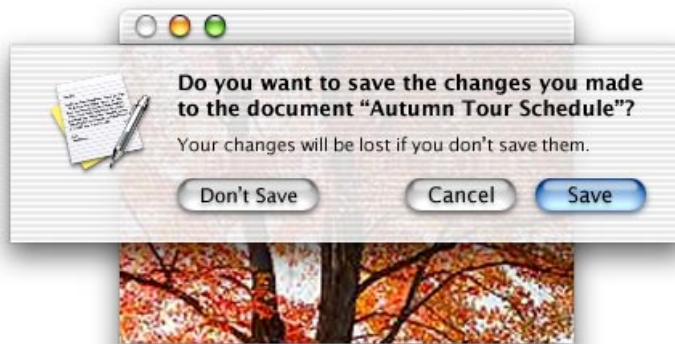 Do you want to save the changes you made
to the document “Autumn Tour Schedule”?
Your changes will be lost if you don’t save them.
Don’t Save
Cancel
Save